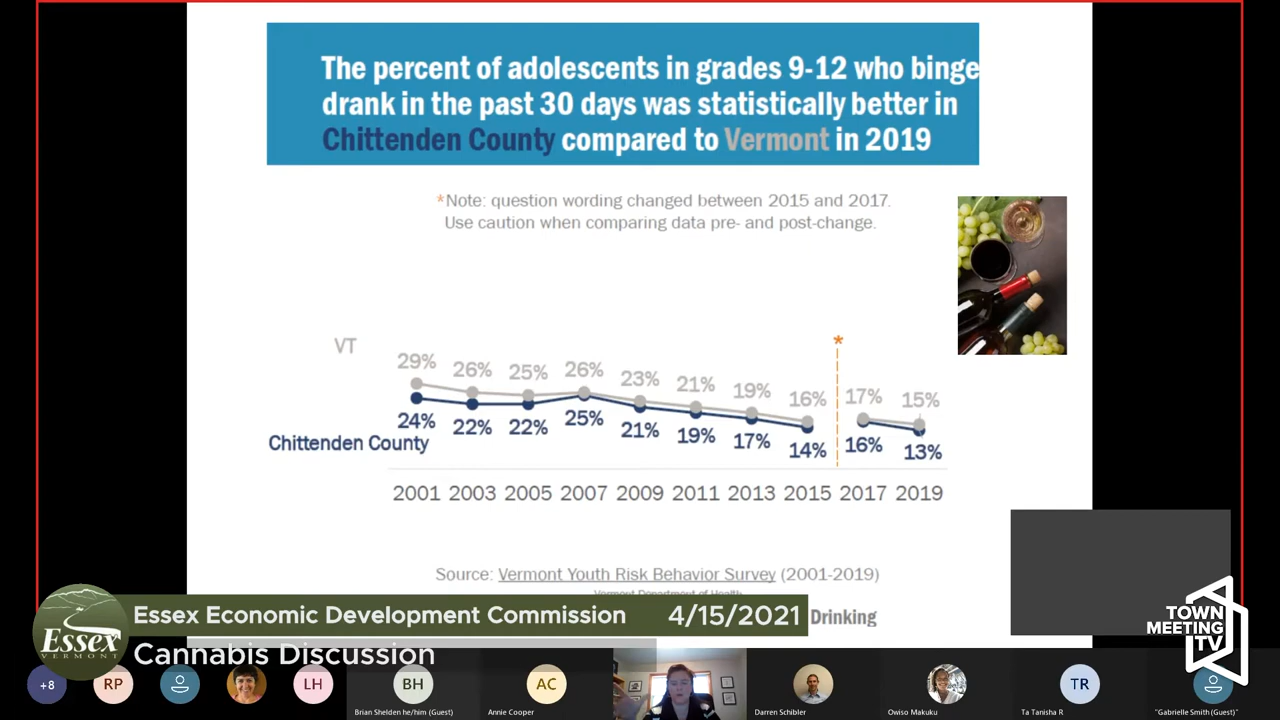 The percent of adolescents in grades 9-12 who binge
drank in the past 30 days was statistically better in
Chittenden County compared to Vermont in 2019
*Note: question wording changed between 2015 and 2017.
Use caution when comparing data pre- and post-change.
VT
*
29% 26% 25% 26% 23% 21% 19% 16% 17% 15%
24% 22% 22% 25% 21% 19% 17% 14% 16% 13%
Chittenden County
2001 2003 2005 2007 2009 2011 2013 2015 2017 2019
Source: Vermont Youth Risk Behavior Survey (2001-2019)
Vermont Department of Health
Drinking
Essex
VERMONT
Essex Economic Development Commission 4/15/2021
Cannabis Discussion
TOWN
MEETING
TV
+8
RP
LH
BH
Brian Shelden he/him (Guest)
AC
Annie Cooper
Darren Schibler
Owiso Makuku
TR
Ta Tanisha R
"Gabrielle Smith (Guest)"